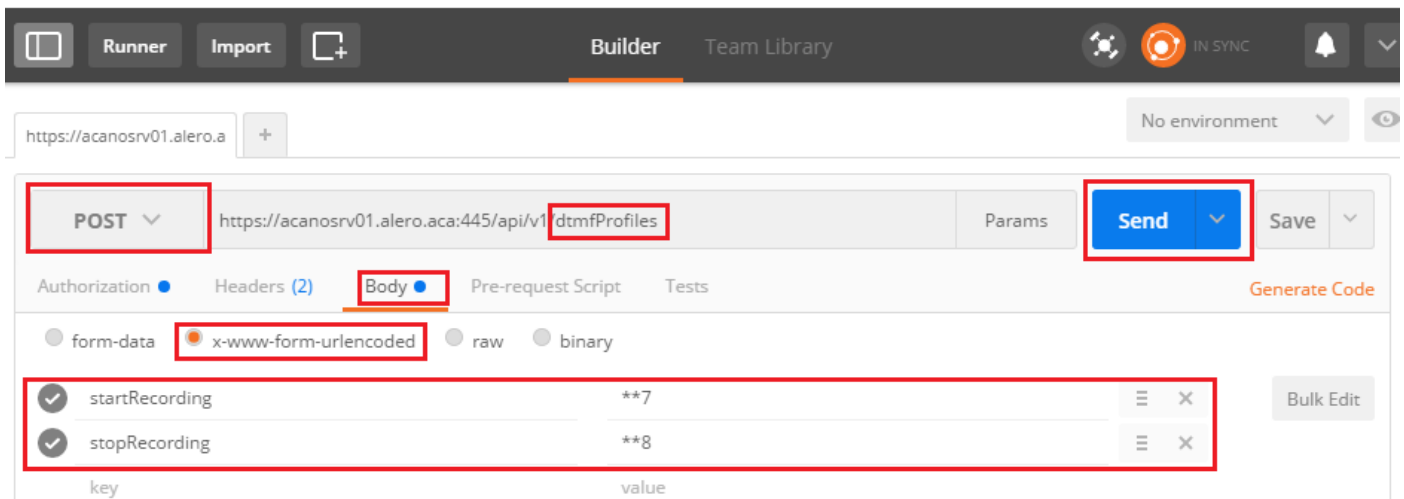 Runner Import Builder Team Library IN SYNC
https://acanosrv01.alero.a + No environment
POST https://acanosrv01.alero.aca:445/api/v1/dtmfProfiles Params Send Save
Authorization Headers (2) Body Pre-request Script Tests Generate Code
form-data x-www-form-urlencoded raw binary
startRecording **7 Bulk Edit
stopRecording **8
key value